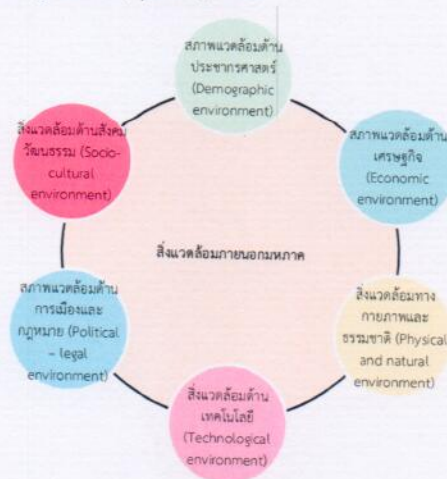 สภาพแวดล้อมด้าน
ประชากรศาสตร์
(Demographic
environment)
สภาพแวดล้อมด้าน
เศรษฐกิจ
(Economic
environment)
สิ่งแวดล้อมทาง
กายภาพและ
ธรรมชาติ (Physical
and natural
environment)
สิ่งแวดล้อมด้าน
เทคโนโลยี
(Technological
environment)
สภาพแวดล้อมด้าน
การเมืองและ
กฎหมาย (Political
– legal
environment)
สิ่งแวดล้อมด้านสังคม
วัฒนธรรม (Socio-
cultural
environment)
สิ่งแวดล้อมภายนอกมหภาค